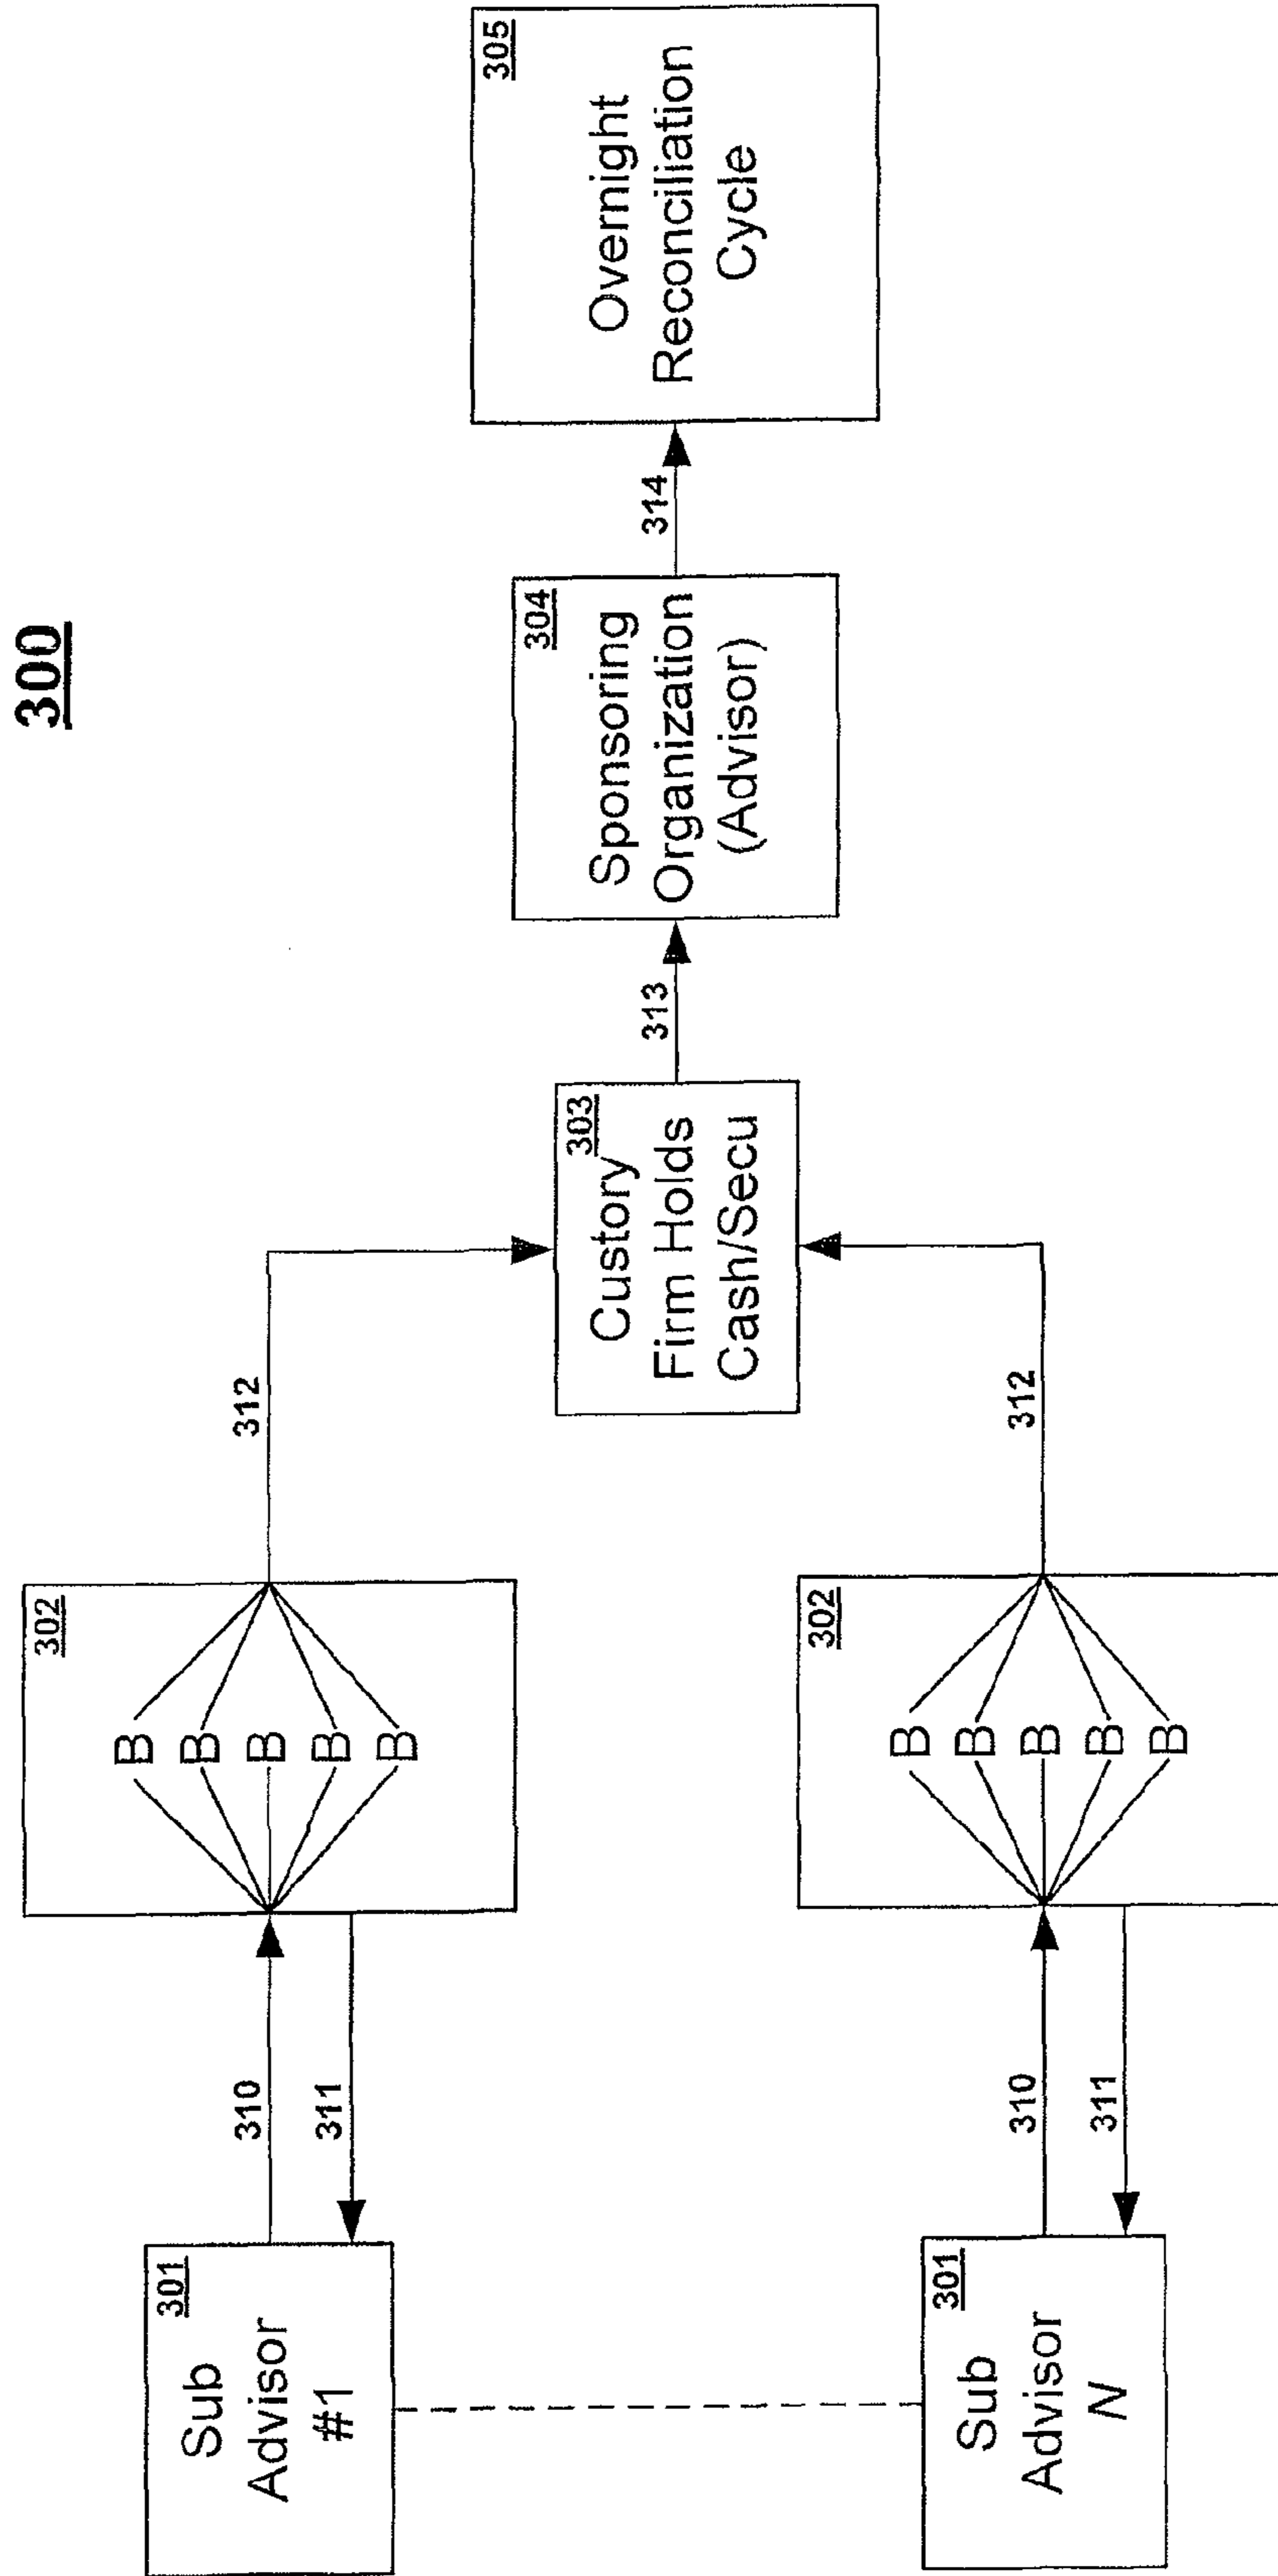 300
301
Sub
Advisor
#1
310
311
302
B
B
B
B
B
312
301
Sub
Advisor
N
310
311
302
B
B
B
B
B
312
303
Custory
Firm Holds
Cash/Secu
313
304
Sponsoring
Organization
(Advisor)
314
305
Overnight
Reconciliation
Cycle